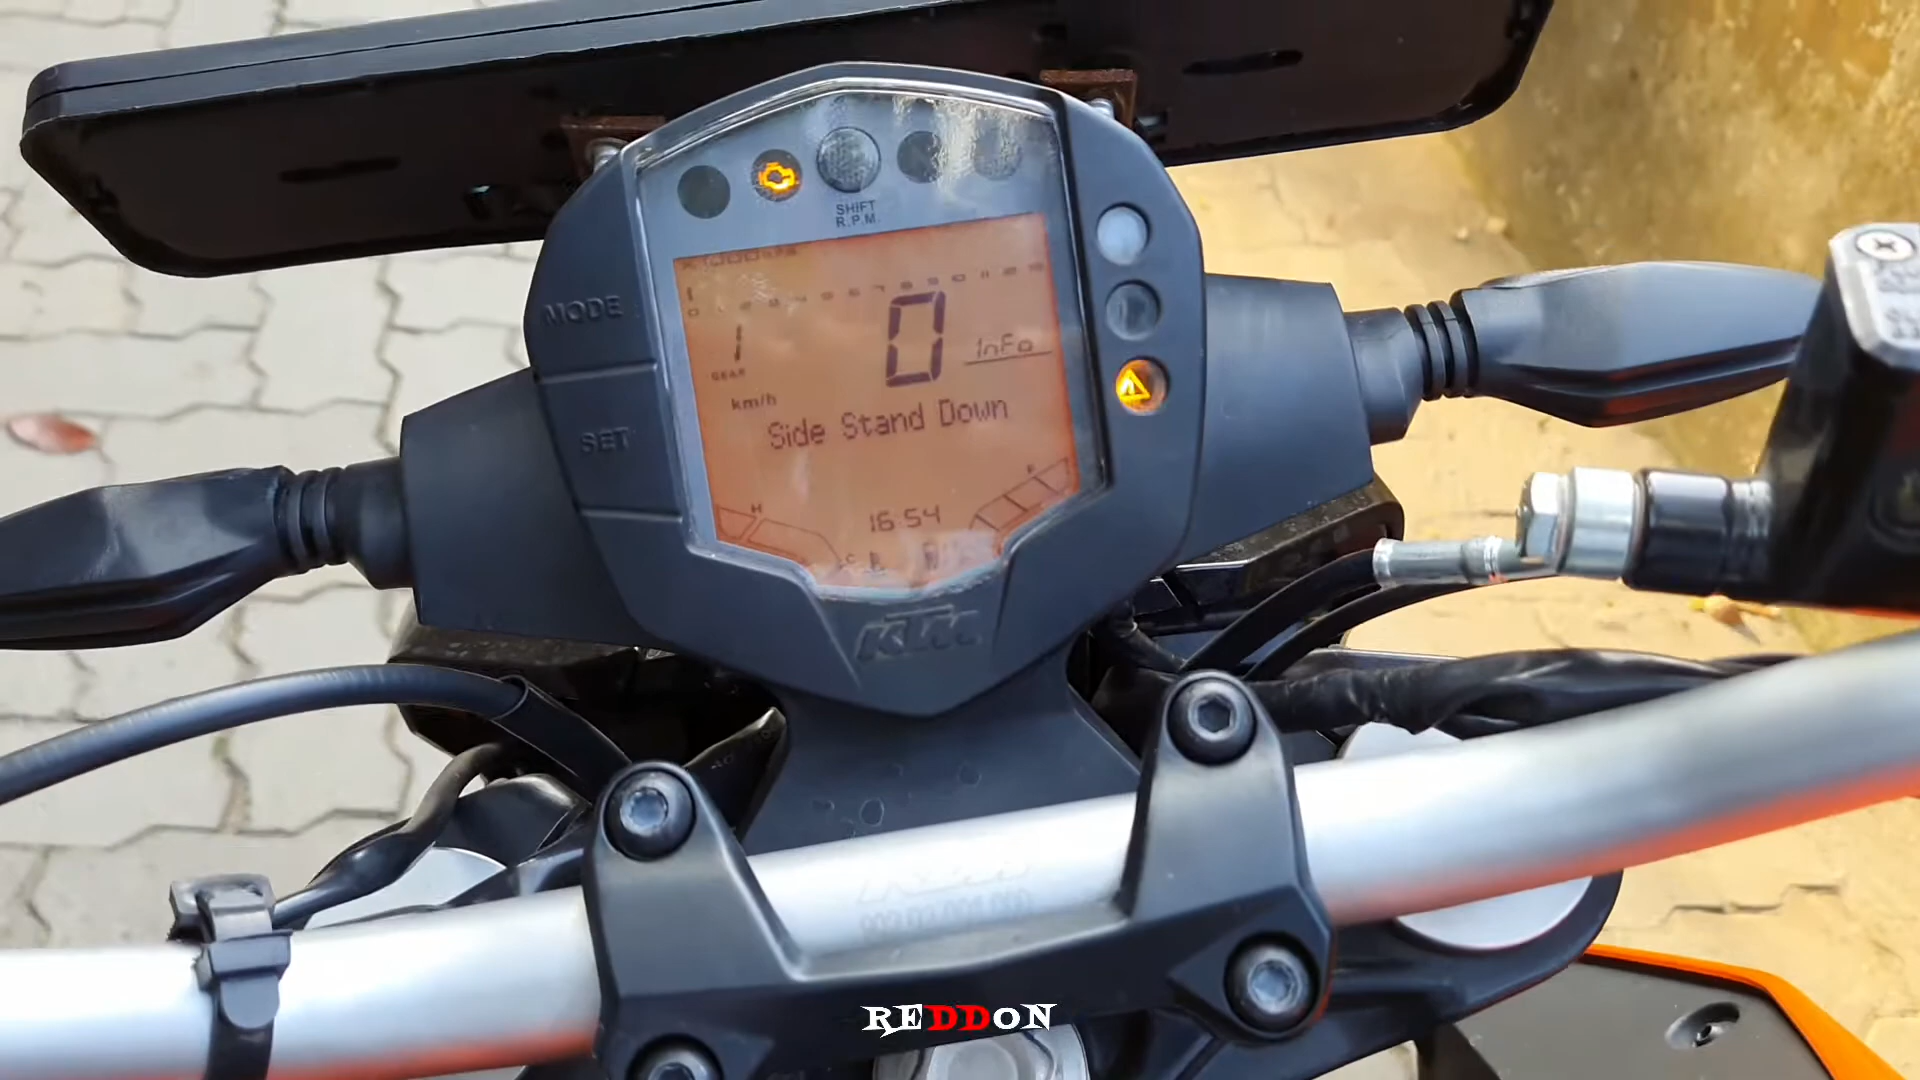 SHIFT
R.P.M.
MODE
SET
1
GEAR
0
InFo
km/h
Side Stand Down
H
F
16:54
C
KTM
REDDON